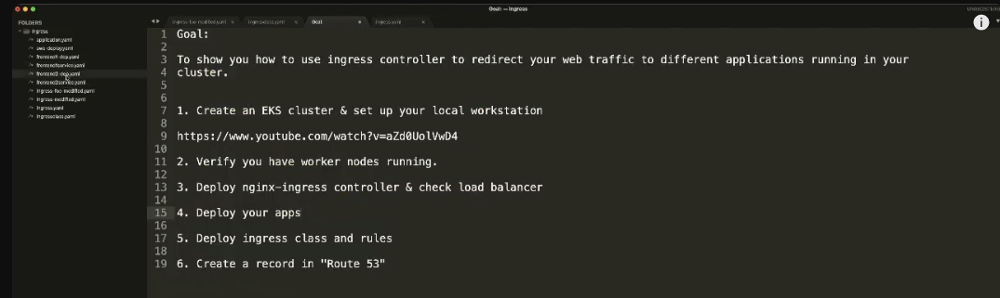 Goal: — ingress
UNREGISTERED
FOLDERS
ingress
application.yaml
aws-deploy.yaml
frontend1-dep.yaml
frontend1service.yaml
frontend2-dep.yaml
frontend2service.yaml
ingress-foo-modified.yaml
ingress-modified.yaml
ingress.yaml
ingressclass.yaml
ingress-foo-modified.yaml
ingressclass.yaml
Goal:
ingress.yaml
1 Goal:
2
3 To show you how to use ingress controller to redirect your web traffic to different applications running in your
4 cluster.
5
6
7 1. Create an EKS cluster & set up your local workstation
8
9 https://www.youtube.com/watch?v=aZd0UolVwD4
10
11 2. Verify you have worker nodes running.
12
13 3. Deploy nginx-ingress controller & check load balancer
14
15 4. Deploy your apps
16
17 5. Deploy ingress class and rules
18
19 6. Create a record in "Route 53"